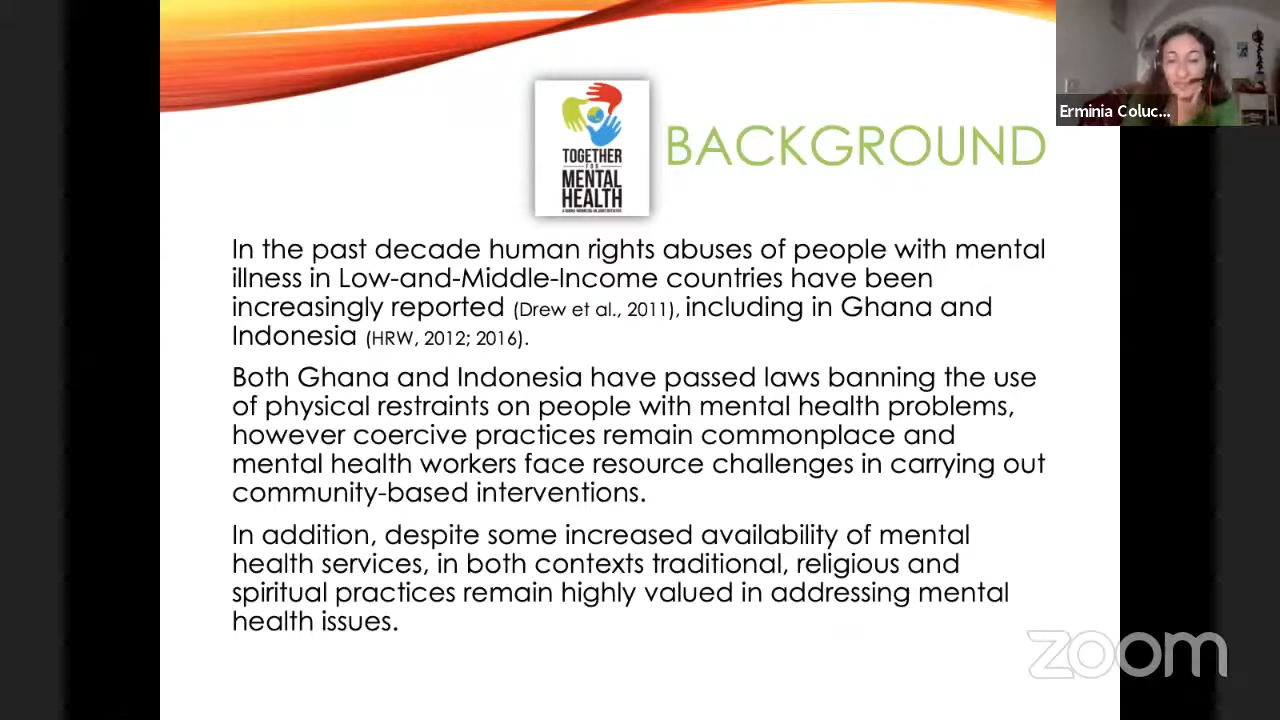 Erminia Coluc...
TOGETHER
FOR
MENTAL
HEALTH
BACKGROUND
In the past decade human rights abuses of people with mental
illness in Low-and-Middle-Income countries have been
increasingly reported (Drew et al., 2011), including in Ghana and
Indonesia (HRW, 2012; 2016).
Both Ghana and Indonesia have passed laws banning the use
of physical restraints on people with mental health problems,
however coercive practices remain commonplace and
mental health workers face resource challenges in carrying out
community-based interventions.
In addition, despite some increased availability of mental
health services, in both contexts traditional, religious and
spiritual practices remain highly valued in addressing mental
health issues.
zoom